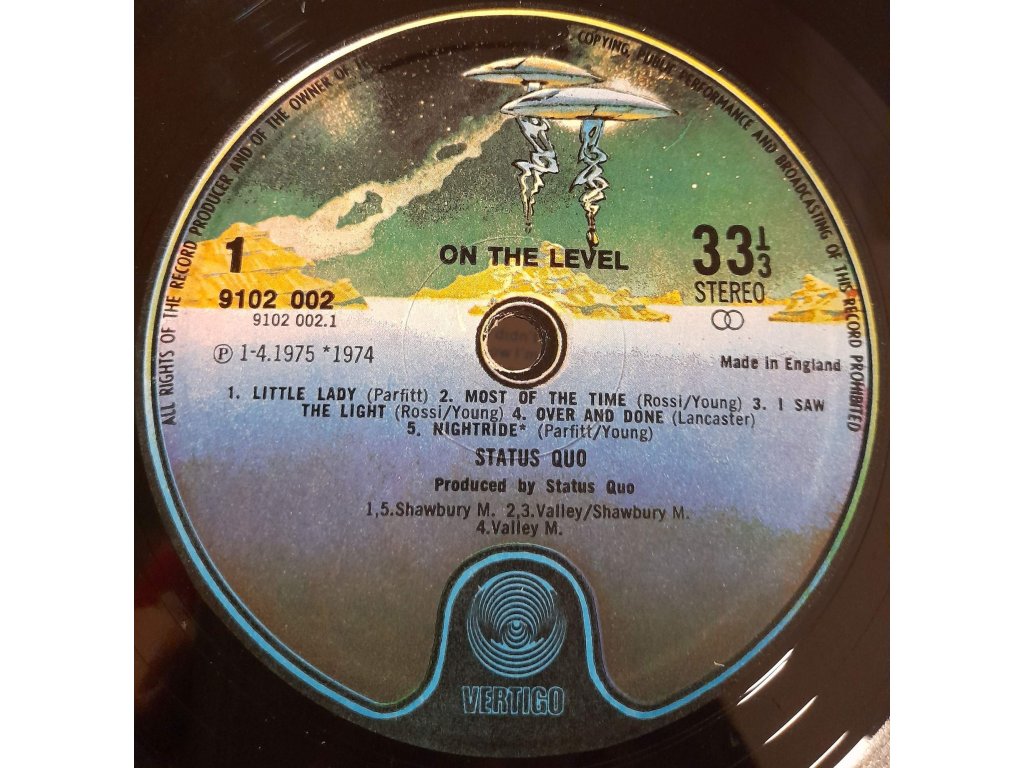 ALL RIGHTS OF THE RECORD PRODUCER AND OF THE OWNER OF
COPYING, PUBLIC PERFORMANCE AND BROADCASTING OF THIS RECORD PROHIBITED
1
ON THE LEVEL
33 1/3
9102 002
STEREO
9102 002.1
Ⓟ 1-4.1975 *1974
Made in England
1. LITTLE LADY (Parfitt) 2. MOST OF THE TIME (Rossi/Young) 3. I SAW
THE LIGHT (Rossi/Young) 4. OVER AND DONE (Lancaster)
5. NIGHTRIDE* (Parfitt/Young)
STATUS QUO
Produced by Status Quo
1,5.Shawbury M. 2,3.Valley/Shawbury M.
4.Valley M.
VERTIGO